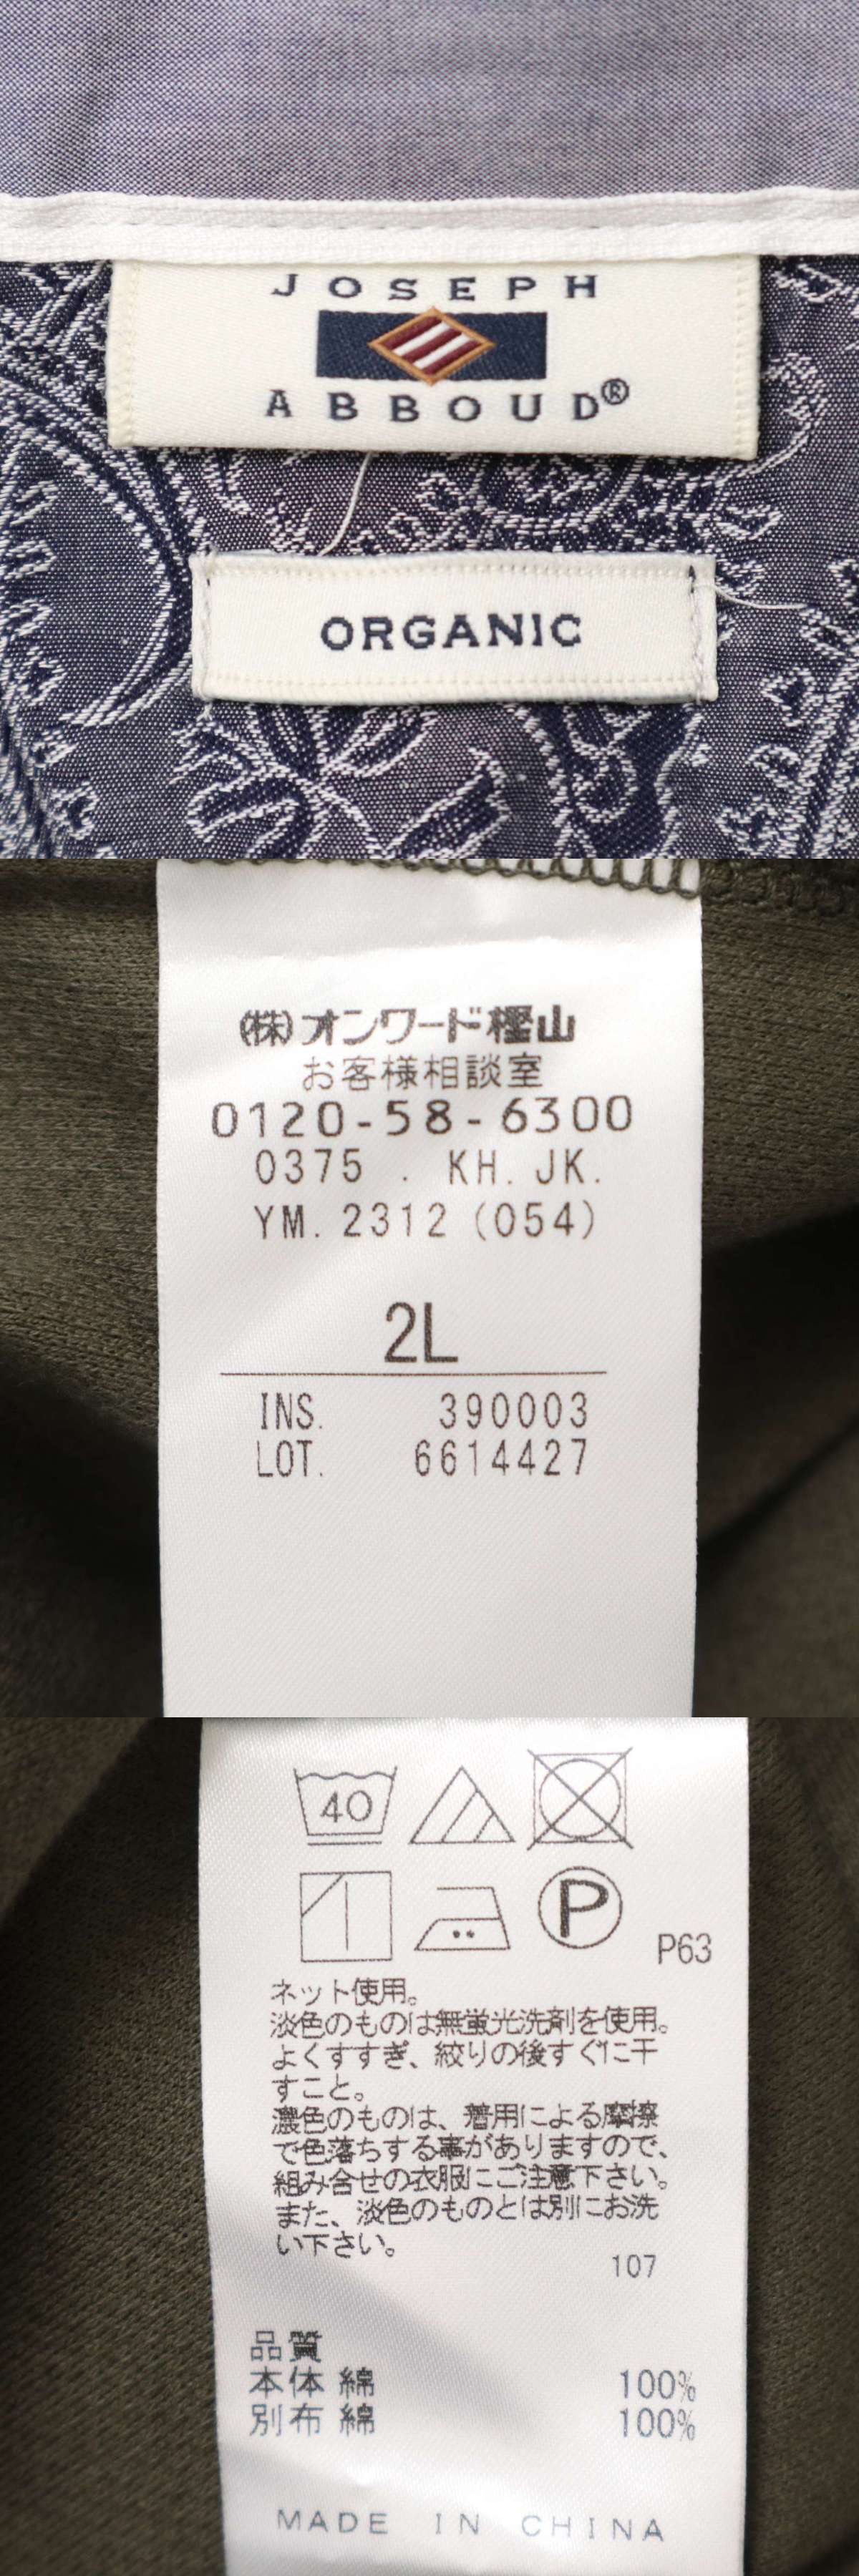 JOSEPH
ABBOUD®
ORGANIC
(株)オンワード樫山
お客様相談室
0120-58-6300
0375 . KH. JK.
YM. 2312 (054)
2L
INS. 390003
LOT. 6614427
40
P
P63
ネット使用。
淡色のものは無蛍光洗剤を使用。
よくすすぎ、絞りの後すぐに干
すこと。
濃色のものは、着用による摩擦
で色落ちする事がありますので、
組み合せの衣服にご注意下さい。
また、淡色のものとは別にお洗
い下さい。
107
品質
本体 綿 100%
別布 綿 100%
MADE IN CHINA